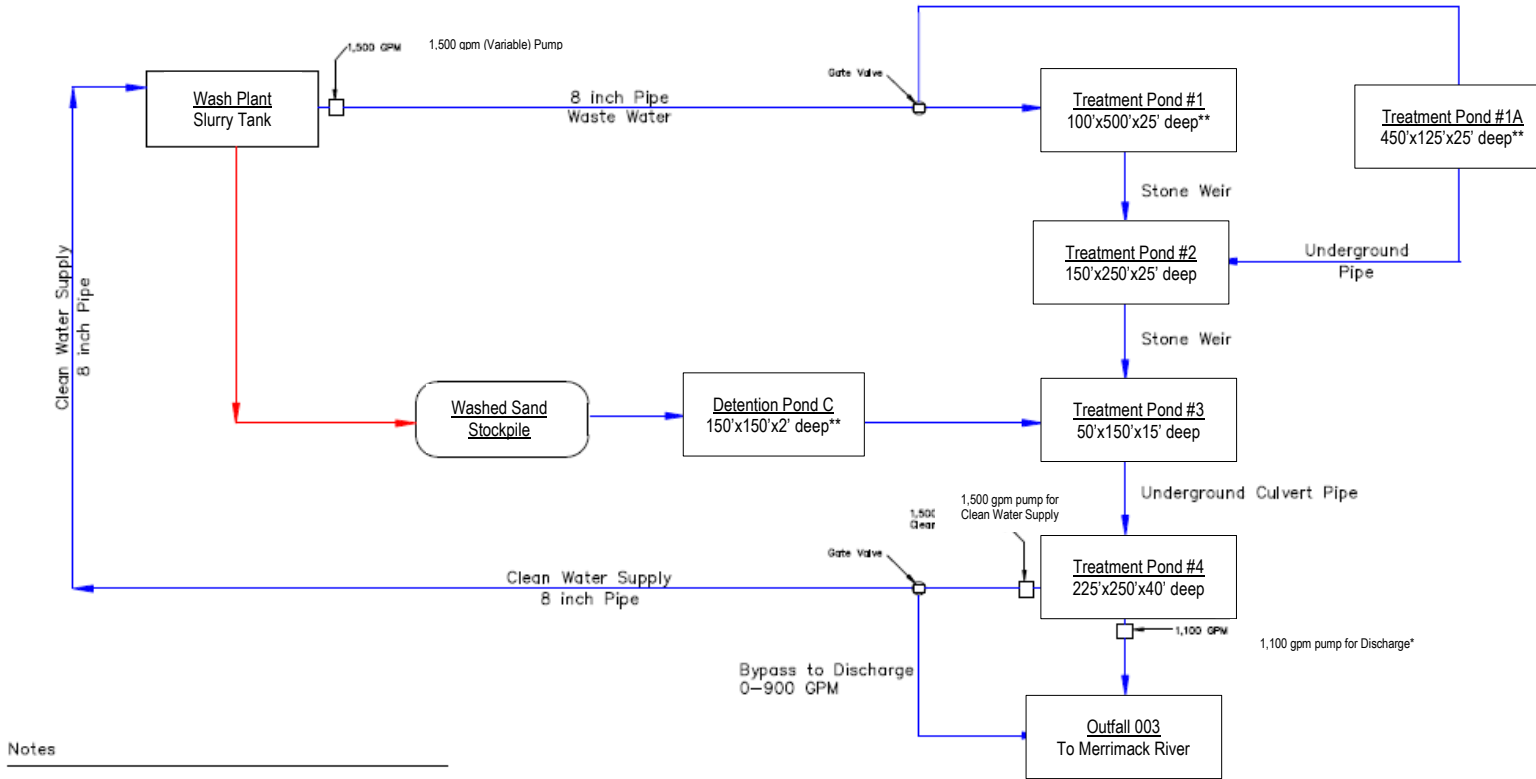 1,500 GPM
1,500 gpm (Variable) Pump
Wash Plant
Slurry Tank
8 inch Pipe
Waste Water
Gate Valve
Treatment Pond #1
100'x500'x25' deep**
Treatment Pond #1A
450'x125'x25' deep**
Stone Weir
Treatment Pond #2
150'x250'x25' deep
Underground
Pipe
Stone Weir
Clean Water Supply
8 inch Pipe
Washed Sand
Stockpile
Detention Pond C
150'x150'x2' deep**
Treatment Pond #3
50'x150'x15' deep
Underground Culvert Pipe
1,500 gpm pump for
Clean Water Supply
Gate Valve
Clean Water Supply
8 inch Pipe
Treatment Pond #4
225'x250'x40' deep
1,100 GPM
1,100 gpm pump for Discharge*
Bypass to Discharge
0-900 GPM
Outfall 003
To Merrimack River
Notes